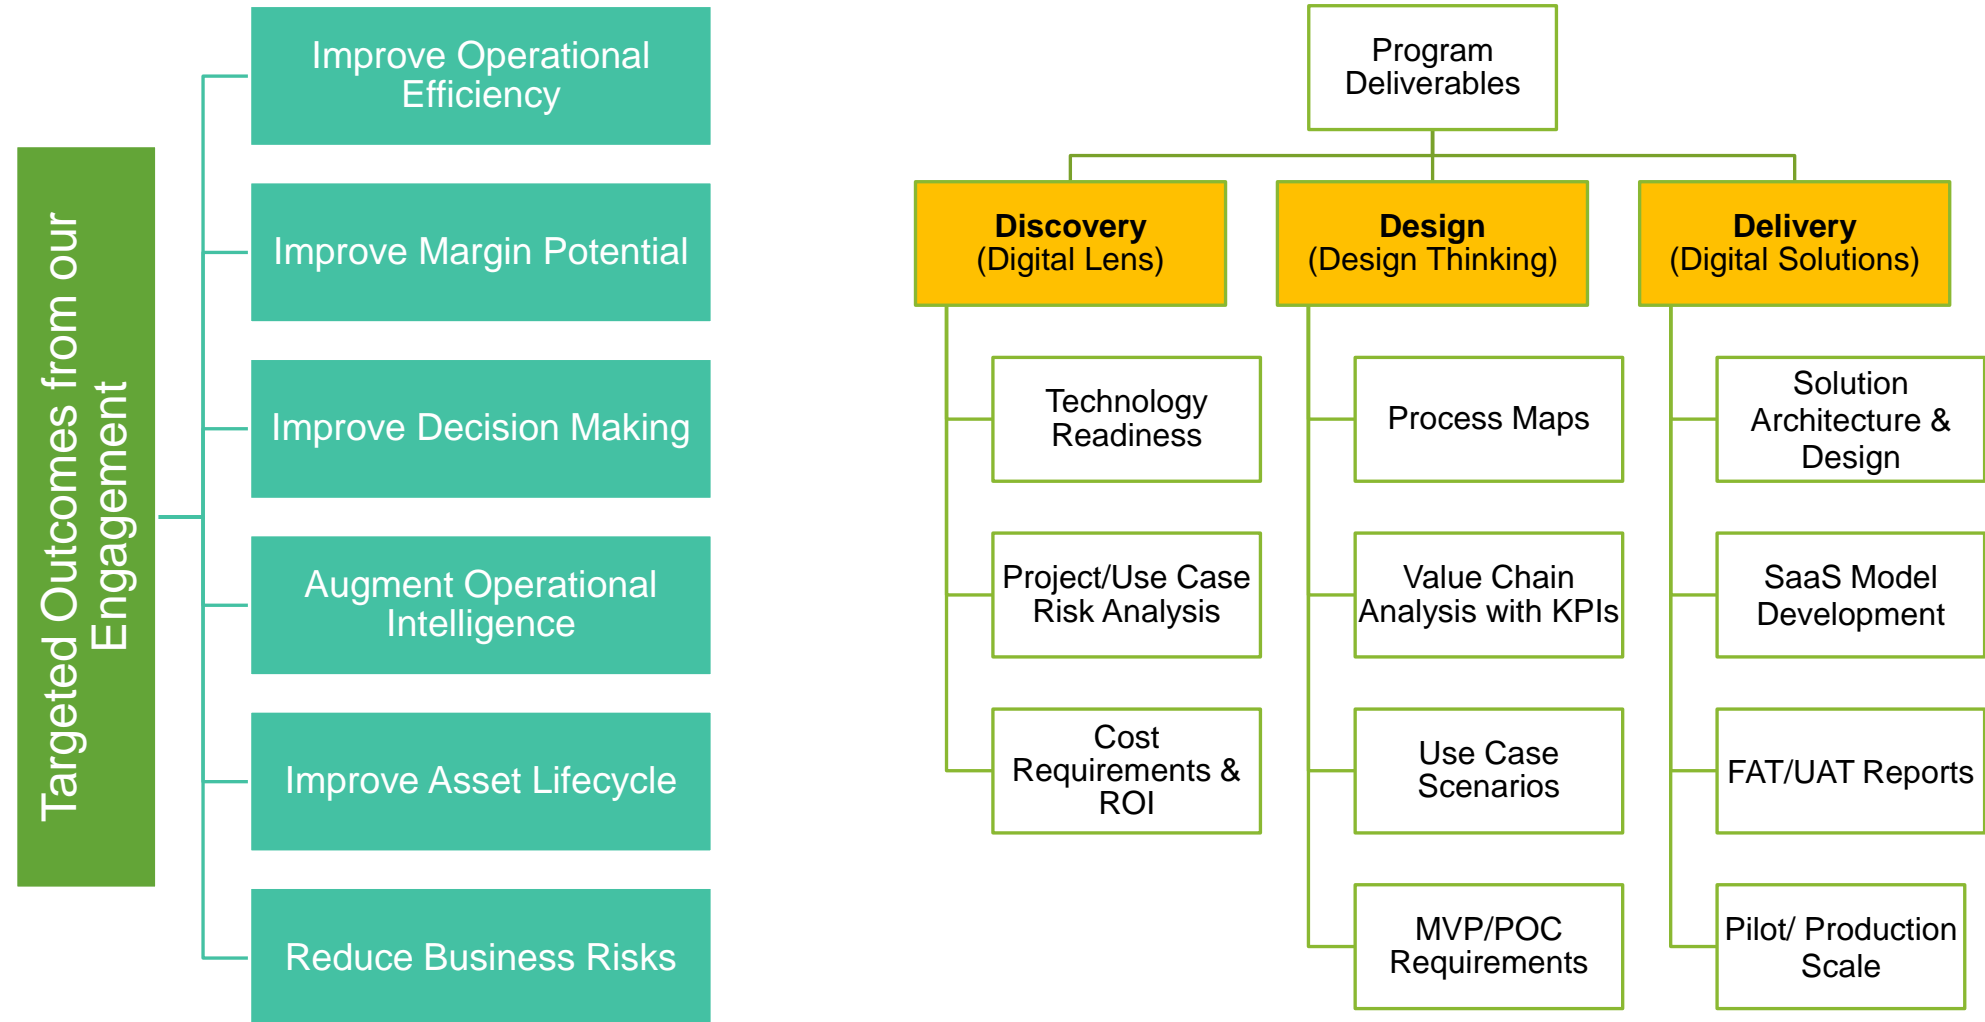 Targeted Outcomes from our
Engagement
Improve Operational
Efficiency
Improve Margin Potential
Improve Decision Making
Augment Operational
Intelligence
Improve Asset Lifecycle
Reduce Business Risks
Program
Deliverables
Discovery
(Digital Lens)
Technology
Readiness
Project/Use Case
Risk Analysis
Cost
Requirements &
ROI
Design
(Design Thinking)
Process Maps
Value Chain
Analysis with KPIs
Use Case
Scenarios
MVP/POC
Requirements
Delivery
(Digital Solutions)
Solution
Architecture &
Design
SaaS Model
Development
FAT/UAT Reports
Pilot/ Production
Scale